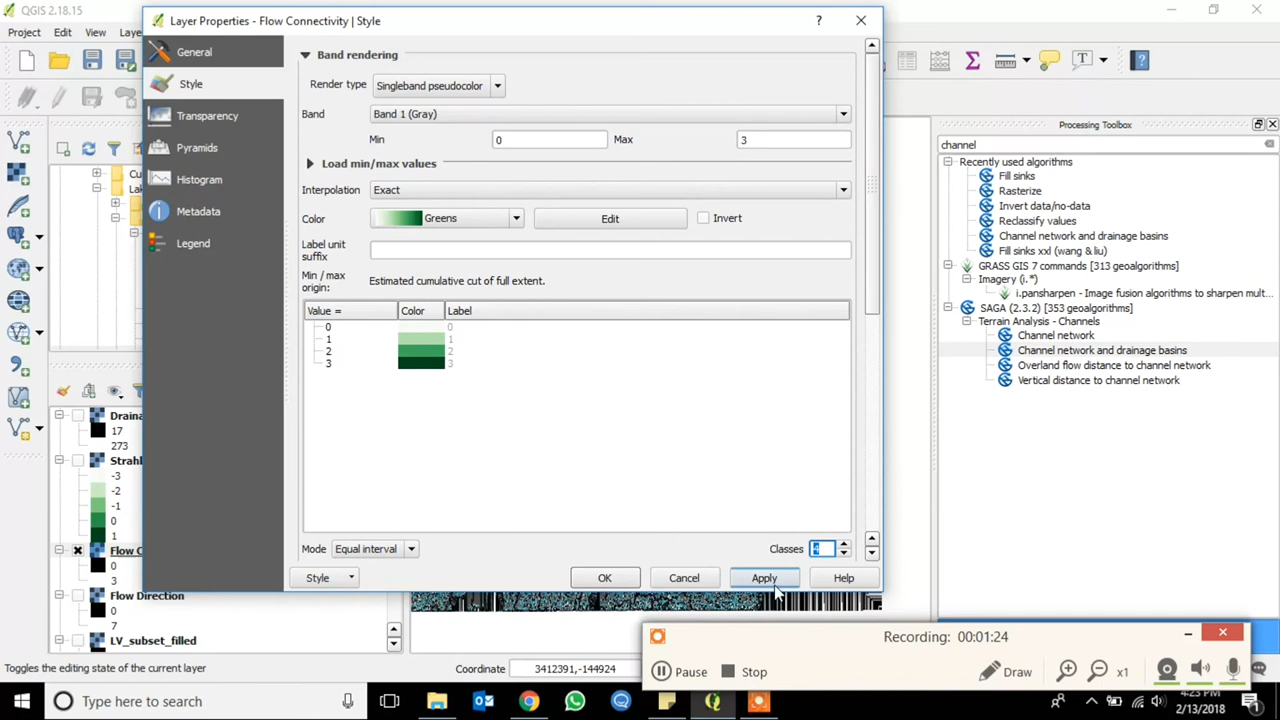 QGIS 2.18.15
Layer Properties - Flow Connectivity | Style
?
Project Edit View Laye
General
Style
Transparency
Pyramids
Histogram
Metadata
Legend
Band rendering
Render type Singleband pseudocolor
Band Band 1 (Gray)
Min 0 Max 3
Load min/max values
Interpolation Exact
Color Greens Edit Invert
Label unit
suffix
Min / max
origin: Estimated cumulative cut of full extent.
Value = Color Label
0 0
1 1
2 2
3 3
Mode Equal interval Classes 4
Style OK Cancel Apply Help
Cu
Lak
Draina
17
273
Strahl
-3
-2
-1
0
1
Flow C
0
3
Flow Direction
0
7
LV_subset_filled
Processing Toolbox
channel
Recently used algorithms
Fill sinks
Rasterize
Invert data/no-data
Reclassify values
Channel network and drainage basins
Fill sinks xxl (wang & liu)
GRASS GIS 7 commands [313 geoalgorithms]
Imagery (i.*)
i.pansharpen - Image fusion algorithms to sharpen mult...
SAGA (2.3.2) [353 geoalgorithms]
Terrain Analysis - Channels
Channel network
Channel network and drainage basins
Overland flow distance to channel network
Vertical distance to channel network
Toggles the editing state of the current layer
Coordinate 3412391,-144924
Recording: 00:01:24
Pause Stop Draw x1
Type here to search
4:23 PM
2/13/2018